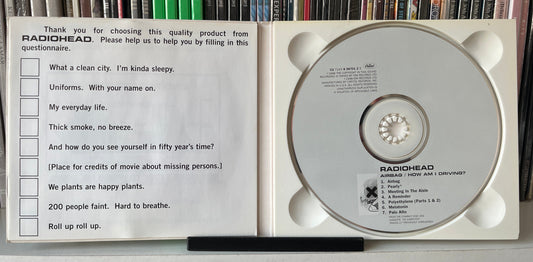 Thank you for choosing this quality product from
RADIOHEAD. Please help us to help you by filling in this
questionnaire.
What a clean city. I'm kinda sleepy.
Uniforms. With your name on.
My everyday life.
Thick smoke, no breeze.
And how do you see yourself in fifty year's time?
[Place for credits of movie about missing persons.]
We plants are happy plants.
200 people faint. Hard to breathe.
Roll up roll up.
RADIOHEAD
AIRBAG / HOW AM I DRIVING?
1. Airbag
2. Pearly*
3. Meeting In The Aisle
4. A Reminder
5. Polyethylene (Parts 1 & 2)
6. Melatonin
7. Palo Alto